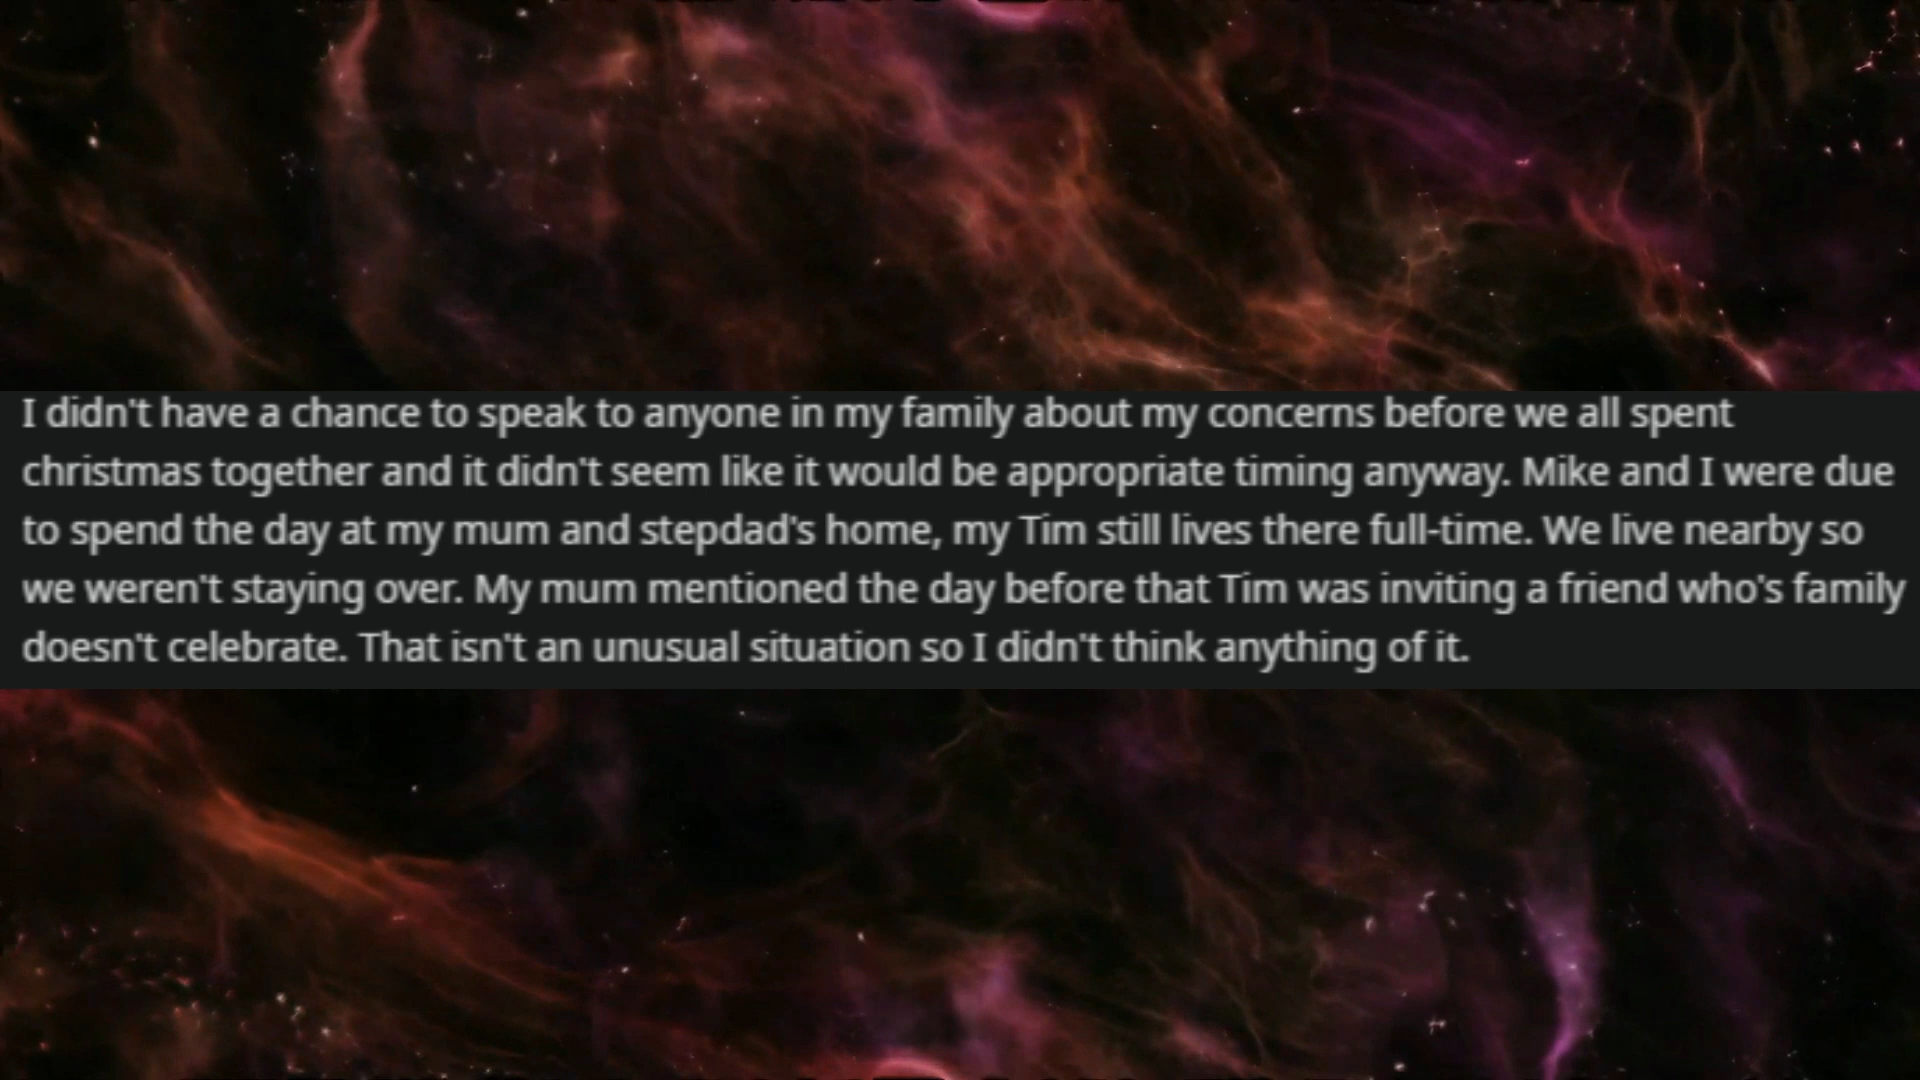 I didn't have a chance to speak to anyone in my family about my concerns before we all spent
christmas together and it didn't seem like it would be appropriate timing anyway. Mike and I were due
to spend the day at my mum and stepdad's home, my Tim still lives there full-time. We live nearby so
we weren't staying over. My mum mentioned the day before that Tim was inviting a friend who's family
doesn't celebrate. That isn't an unusual situation so I didn't think anything of it.